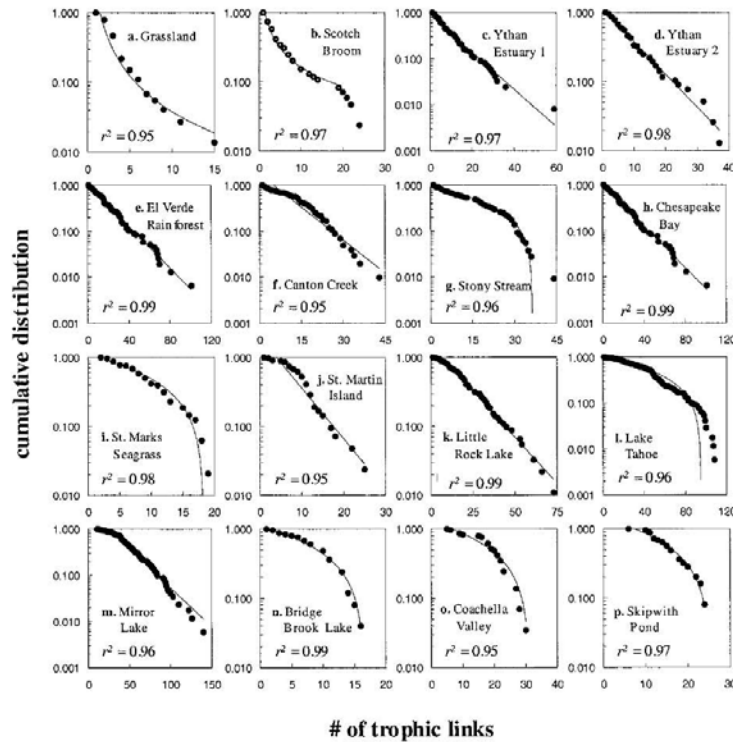 cumulative distribution
1.000
0.100
0.010
a. Grassland
r² = 0.95
0 5 10 15
1.000
0.100
0.010
b. Scotch
Broom
r² = 0.97
0 10 20 30
1.000
0.100
0.010
0.001
c. Ythan
Estuary 1
r² = 0.97
0 20 40 60
1.000
0.100
0.010
d. Ythan
Estuary 2
r² = 0.98
0 10 20 30 40
1.000
0.100
0.010
0.001
e. El Verde
Rainforest
r² = 0.99
0 40 80 120
1.000
0.100
0.010
0.001
f. Canton Creek
r² = 0.95
0 15 30 45
1.000
0.100
0.010
0.001
g. Stony Stream
r² = 0.96
0 15 30 45
1.000
0.100
0.010
0.001
h. Chesapeake
Bay
r² = 0.99
0 40 80 120
1.000
0.100
0.010
i. St. Marks
Seagrass
r² = 0.98
0 5 10 15 20
1.000
0.100
0.010
j. St. Martin
Island
r² = 0.95
0 10 20 30
1.000
0.100
0.010
k. Little
Rock Lake
r² = 0.99
0 25 50 75
1.000
0.100
0.010
0.001
l. Lake
Tahoe
r² = 0.96
0 40 80 120
1.000
0.100
0.010
0.001
m. Mirror
Lake
r² = 0.96
0 50 100 150
1.000
0.100
0.010
n. Bridge
Brook Lake
r² = 0.99
0 5 10 15 20
1.000
0.100
0.010
o. Coachella
Valley
r² = 0.95
0 10 20 30 40
1.000
0.100
0.010
p. Skipwith
Pond
r² = 0.97
0 10 20 30
# of trophic links